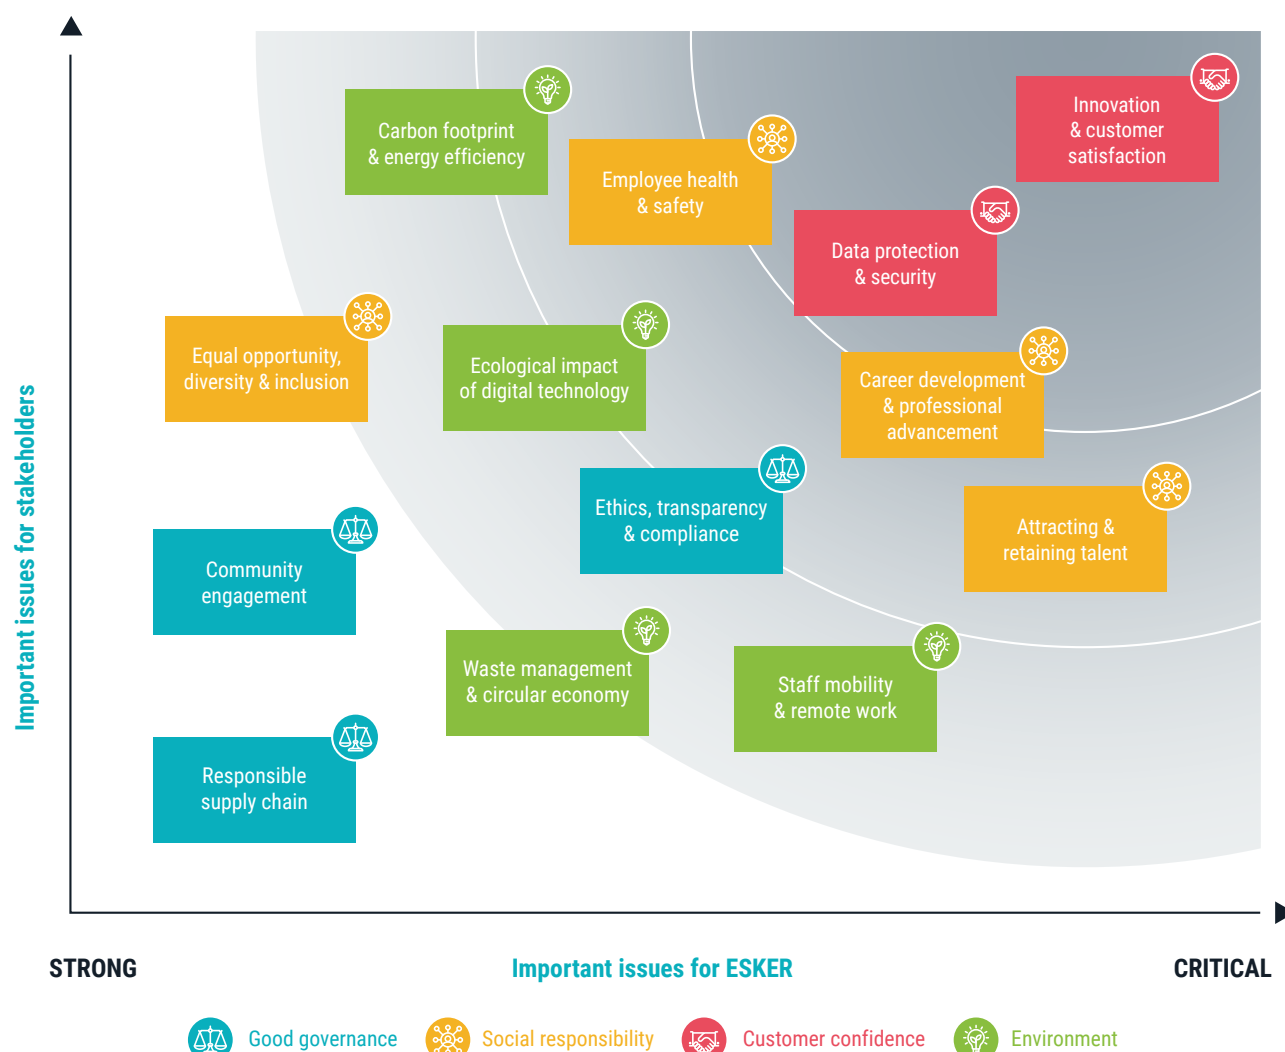 Innovation
& customer
satisfaction
Carbon footprint
& energy efficiency
Employee health
& safety
Data protection
& security
Equal opportunity,
diversity & inclusion
Ecological impact
of digital technology
Career development
& professional
advancement
Ethics, transparency
& compliance
Attracting &
retaining talent
Community
engagement
Waste management
& circular economy
Staff mobility
& remote work
Responsible
supply chain
Important issues for stakeholders
STRONG
Important issues for ESKER
CRITICAL
Good governance
Social responsibility
Customer confidence
Environment